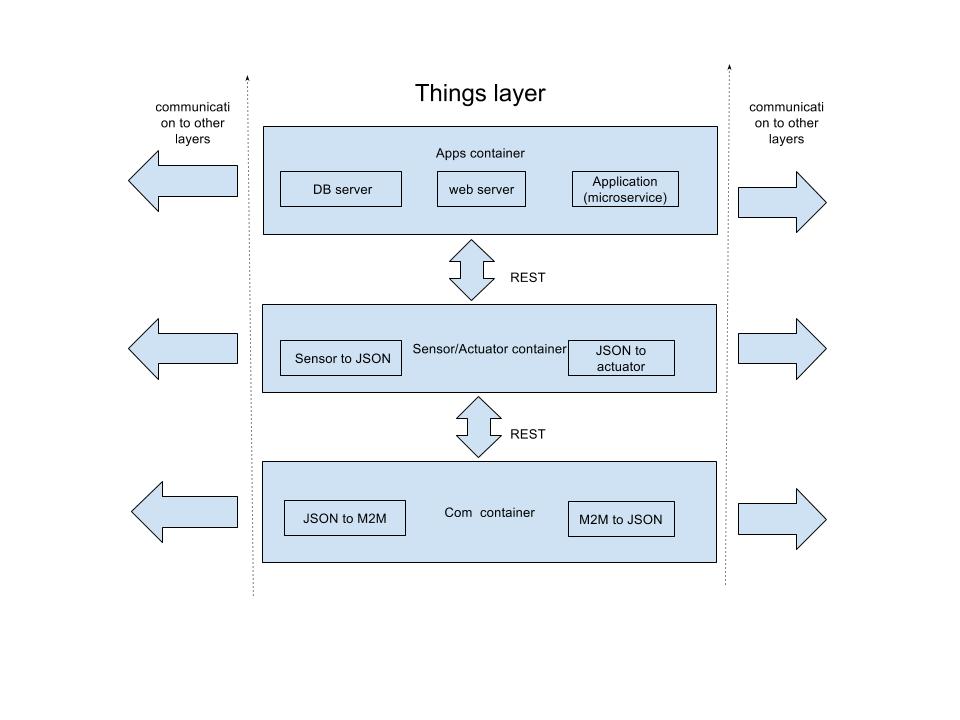 Things layer
communicati
on to other
layers
communicati
on to other
layers
Apps container
DB server
web server
Application
(microservice)
REST
Sensor to JSON
Sensor/Actuator container
JSON to
actuator
REST
JSON to M2M
Com container
M2M to JSON